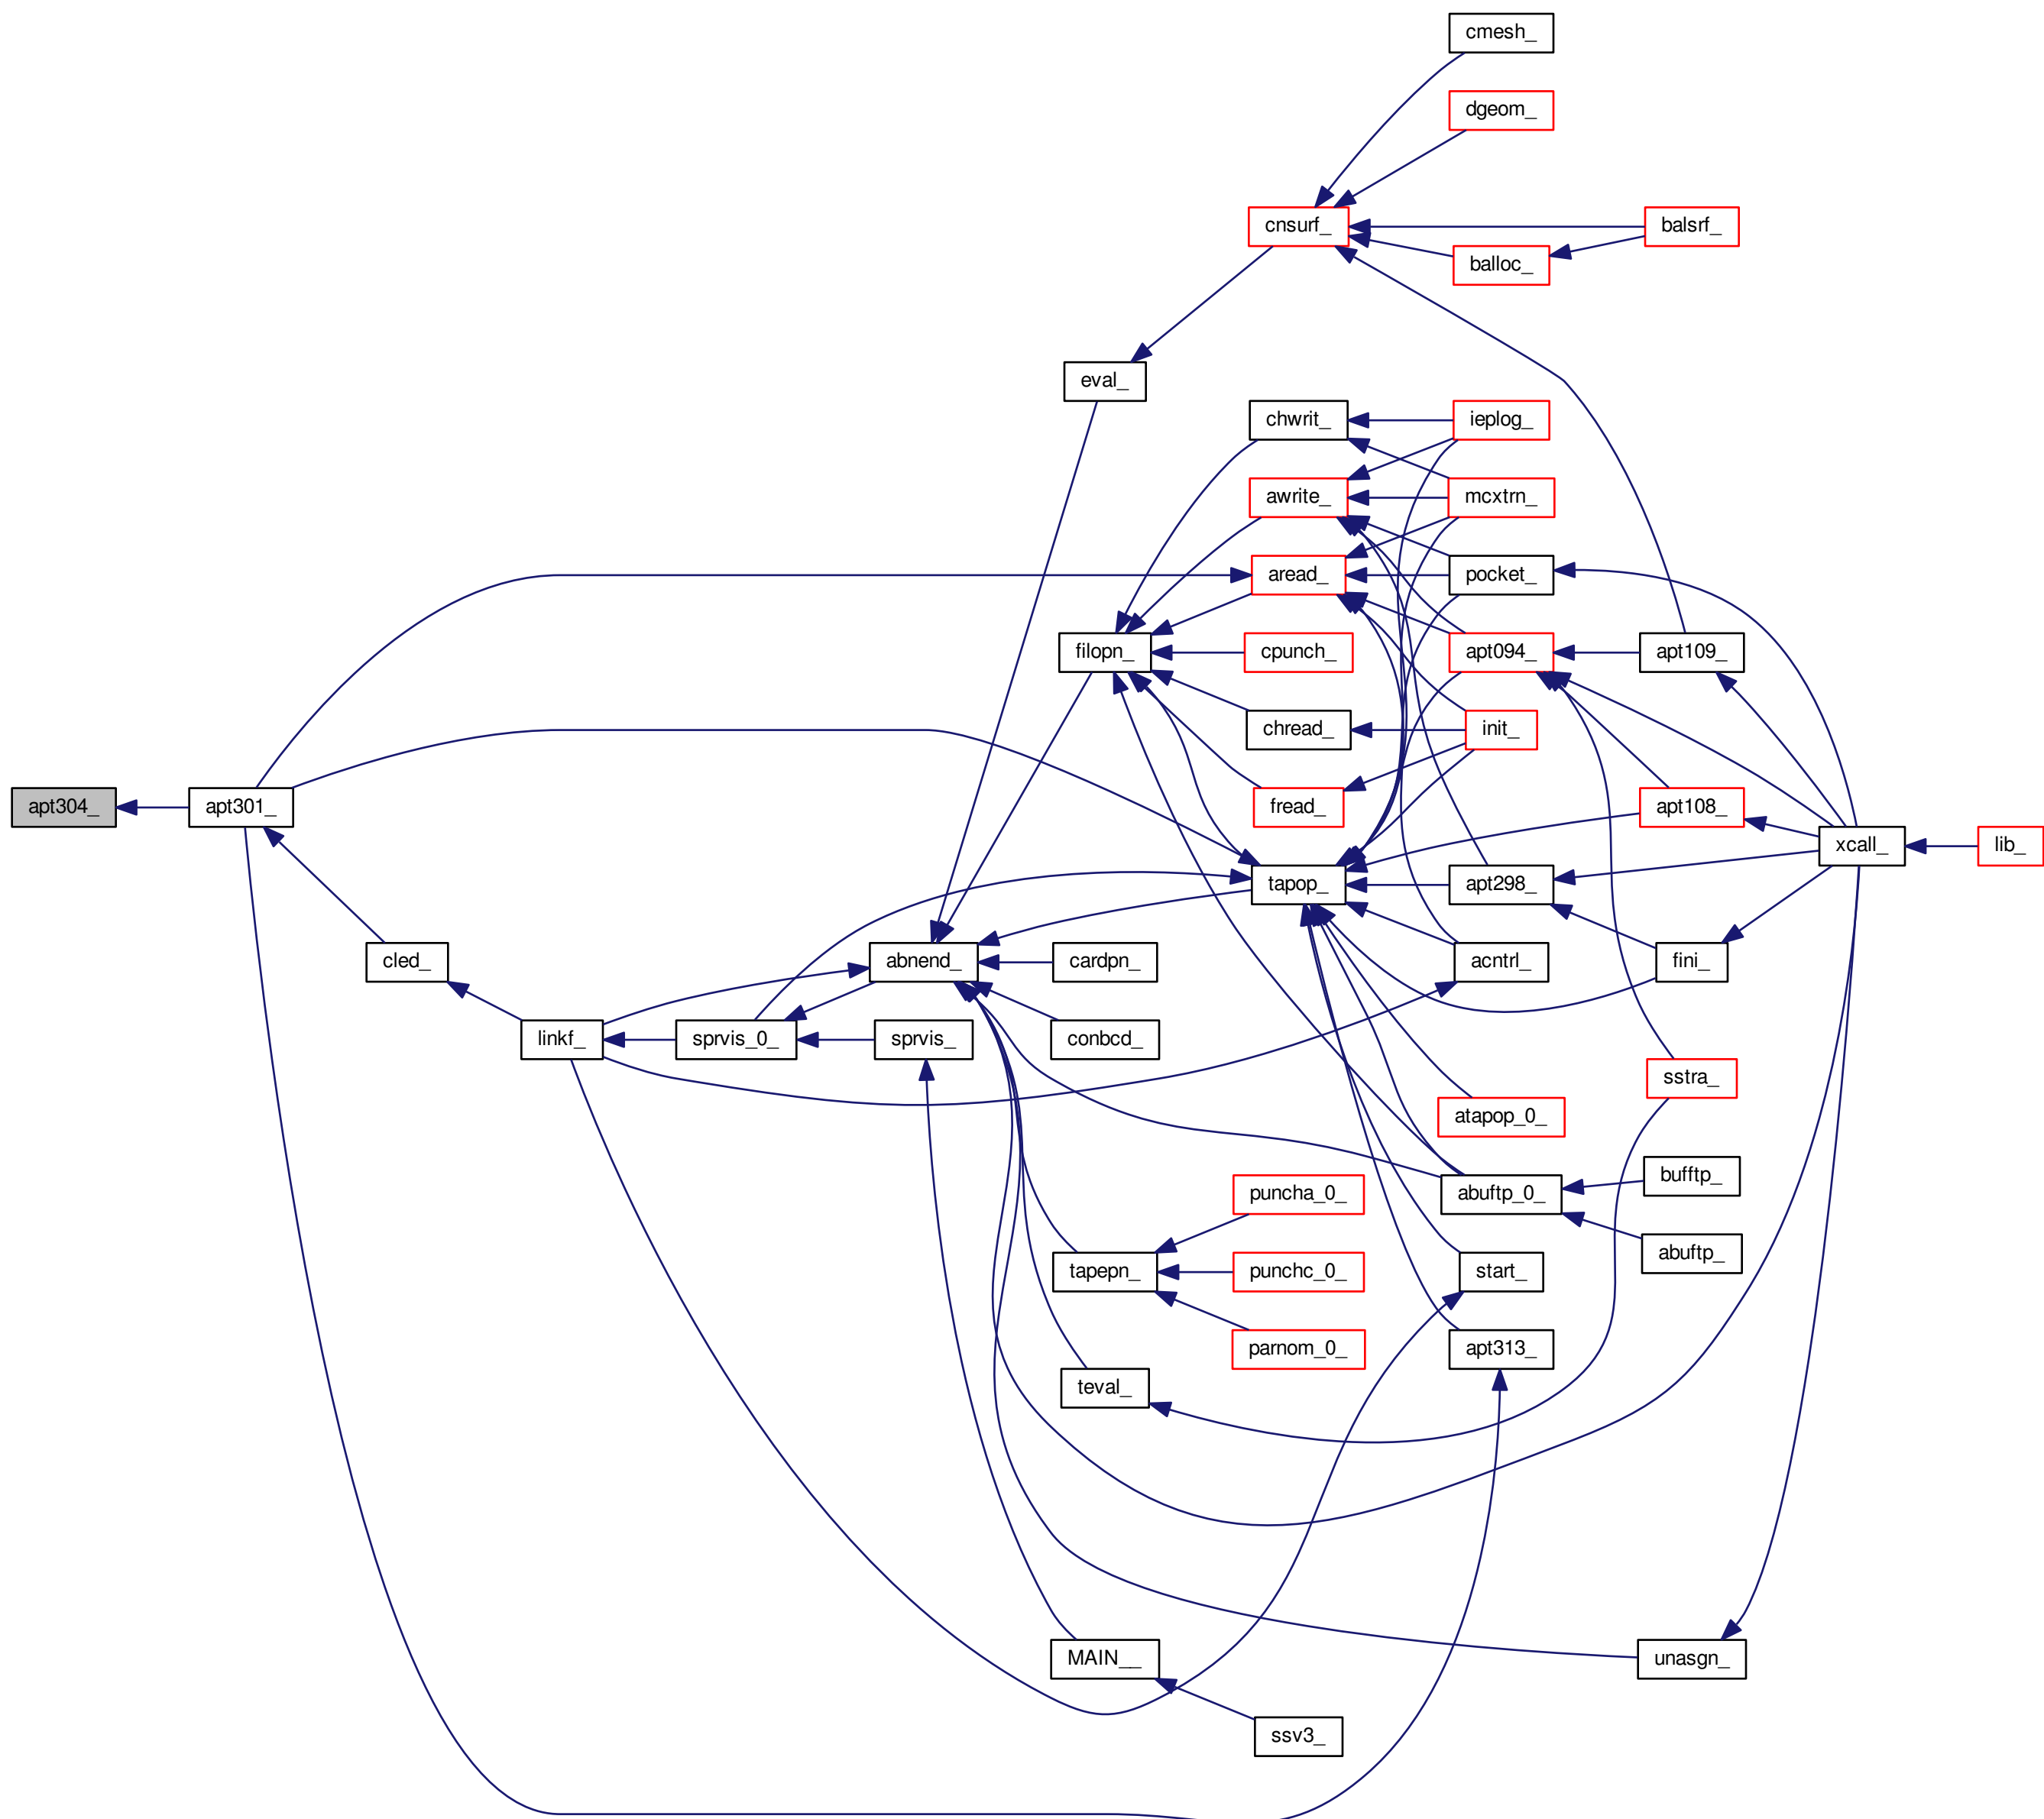 cmesh_
dgeom_
cnsurf_
balsrf_
balloc_
eval_
chwrit_
ieplog_
awrite_
mcxtrn_
aread_
pocket_
filopn_
cpunch_
apt094_
apt109_
chread_
init_
apt304_
apt301_
fread_
apt108_
xcall_
lib_
tapop_
apt298_
cled_
abnend_
cardpn_
acntrl_
fini_
linkf_
sprvis_0_
sprvis_
conbcd_
sstra_
atapop_0_
puncha_0_
abuftp_0_
bufftp_
abuftp_
tapepn_
punchc_0_
start_
parnom_0_
apt313_
teval_
MAIN__
unasgn_
ssv3_